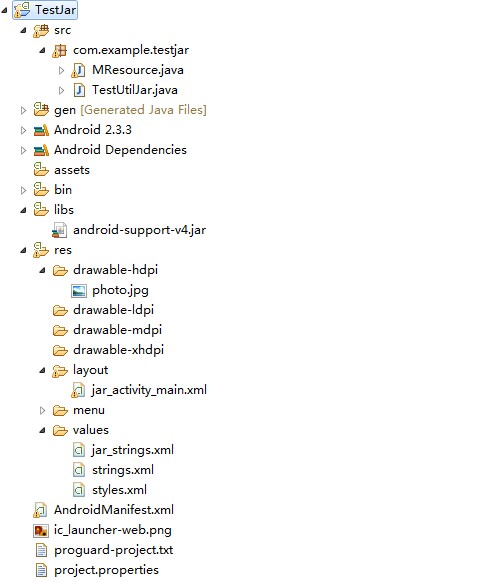 TestJar
src
com.example.testjar
MResource.java
TestUtilJar.java
gen [Generated Java Files]
Android 2.3.3
Android Dependencies
assets
bin
libs
android-support-v4.jar
res
drawable-hdpi
photo.jpg
drawable-ldpi
drawable-mdpi
drawable-xhdpi
layout
jar_activity_main.xml
menu
values
jar_strings.xml
strings.xml
styles.xml
AndroidManifest.xml
ic_launcher-web.png
proguard-project.txt
project.properties